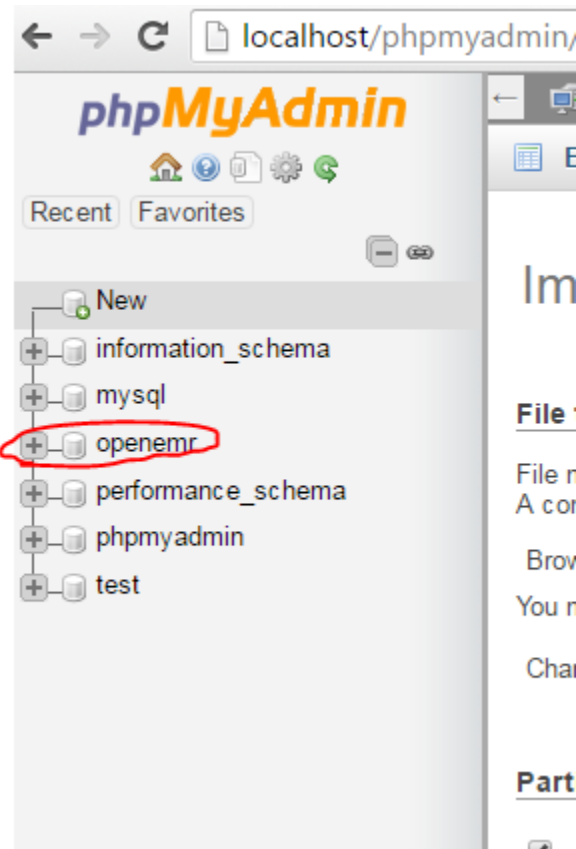 localhost/phpmyadmin/
phpMyAdmin
Recent Favorites
New
information_schema
mysql
openemr
performance_schema
phpmyadmin
test
Im
File
File n
A cor
Brow
You n
Char
Part